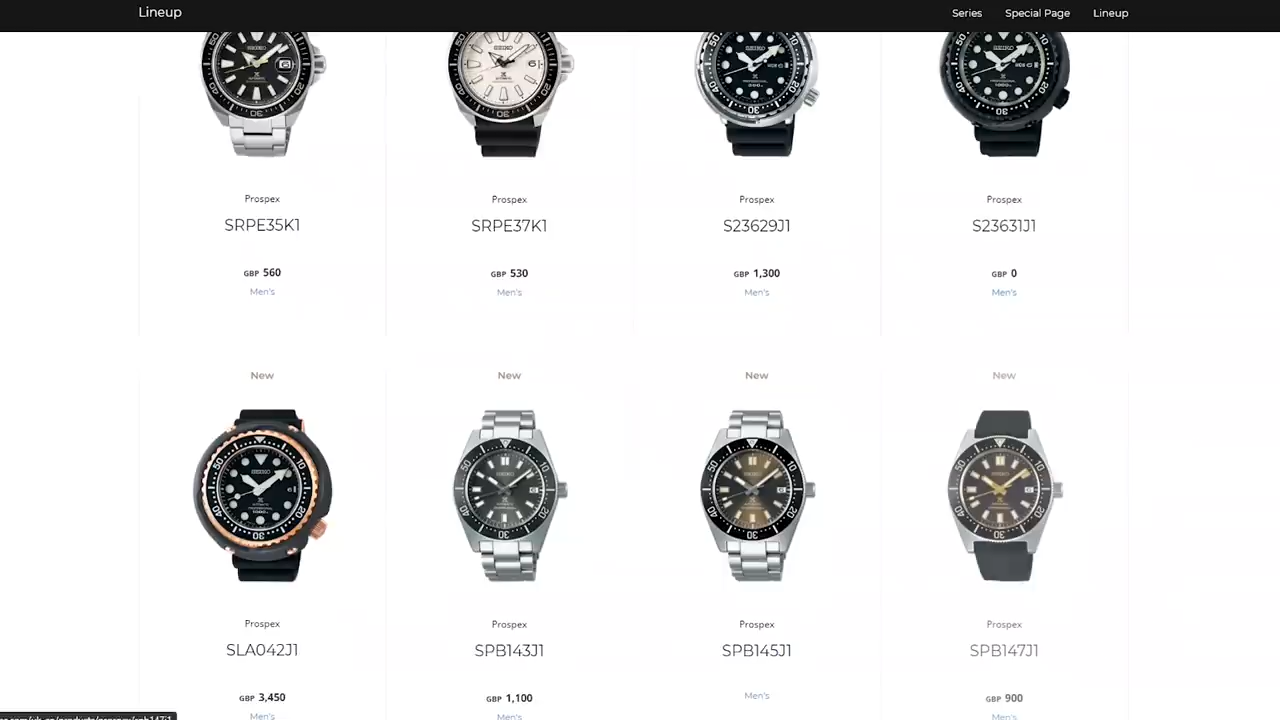 Lineup
Series
Special Page
Lineup
Prospex
SRPE35K1
GBP 560
Men's
Prospex
SRPE37K1
GBP 530
Men's
Prospex
S23629J1
GBP 1,300
Men's
Prospex
S23631J1
GBP 0
Men's
New
Prospex
SLA042J1
GBP 3,450
Men's
New
Prospex
SPB143J1
GBP 1,100
Men's
New
Prospex
SPB145J1
Men's
New
Prospex
SPB147J1
GBP 900
Men's